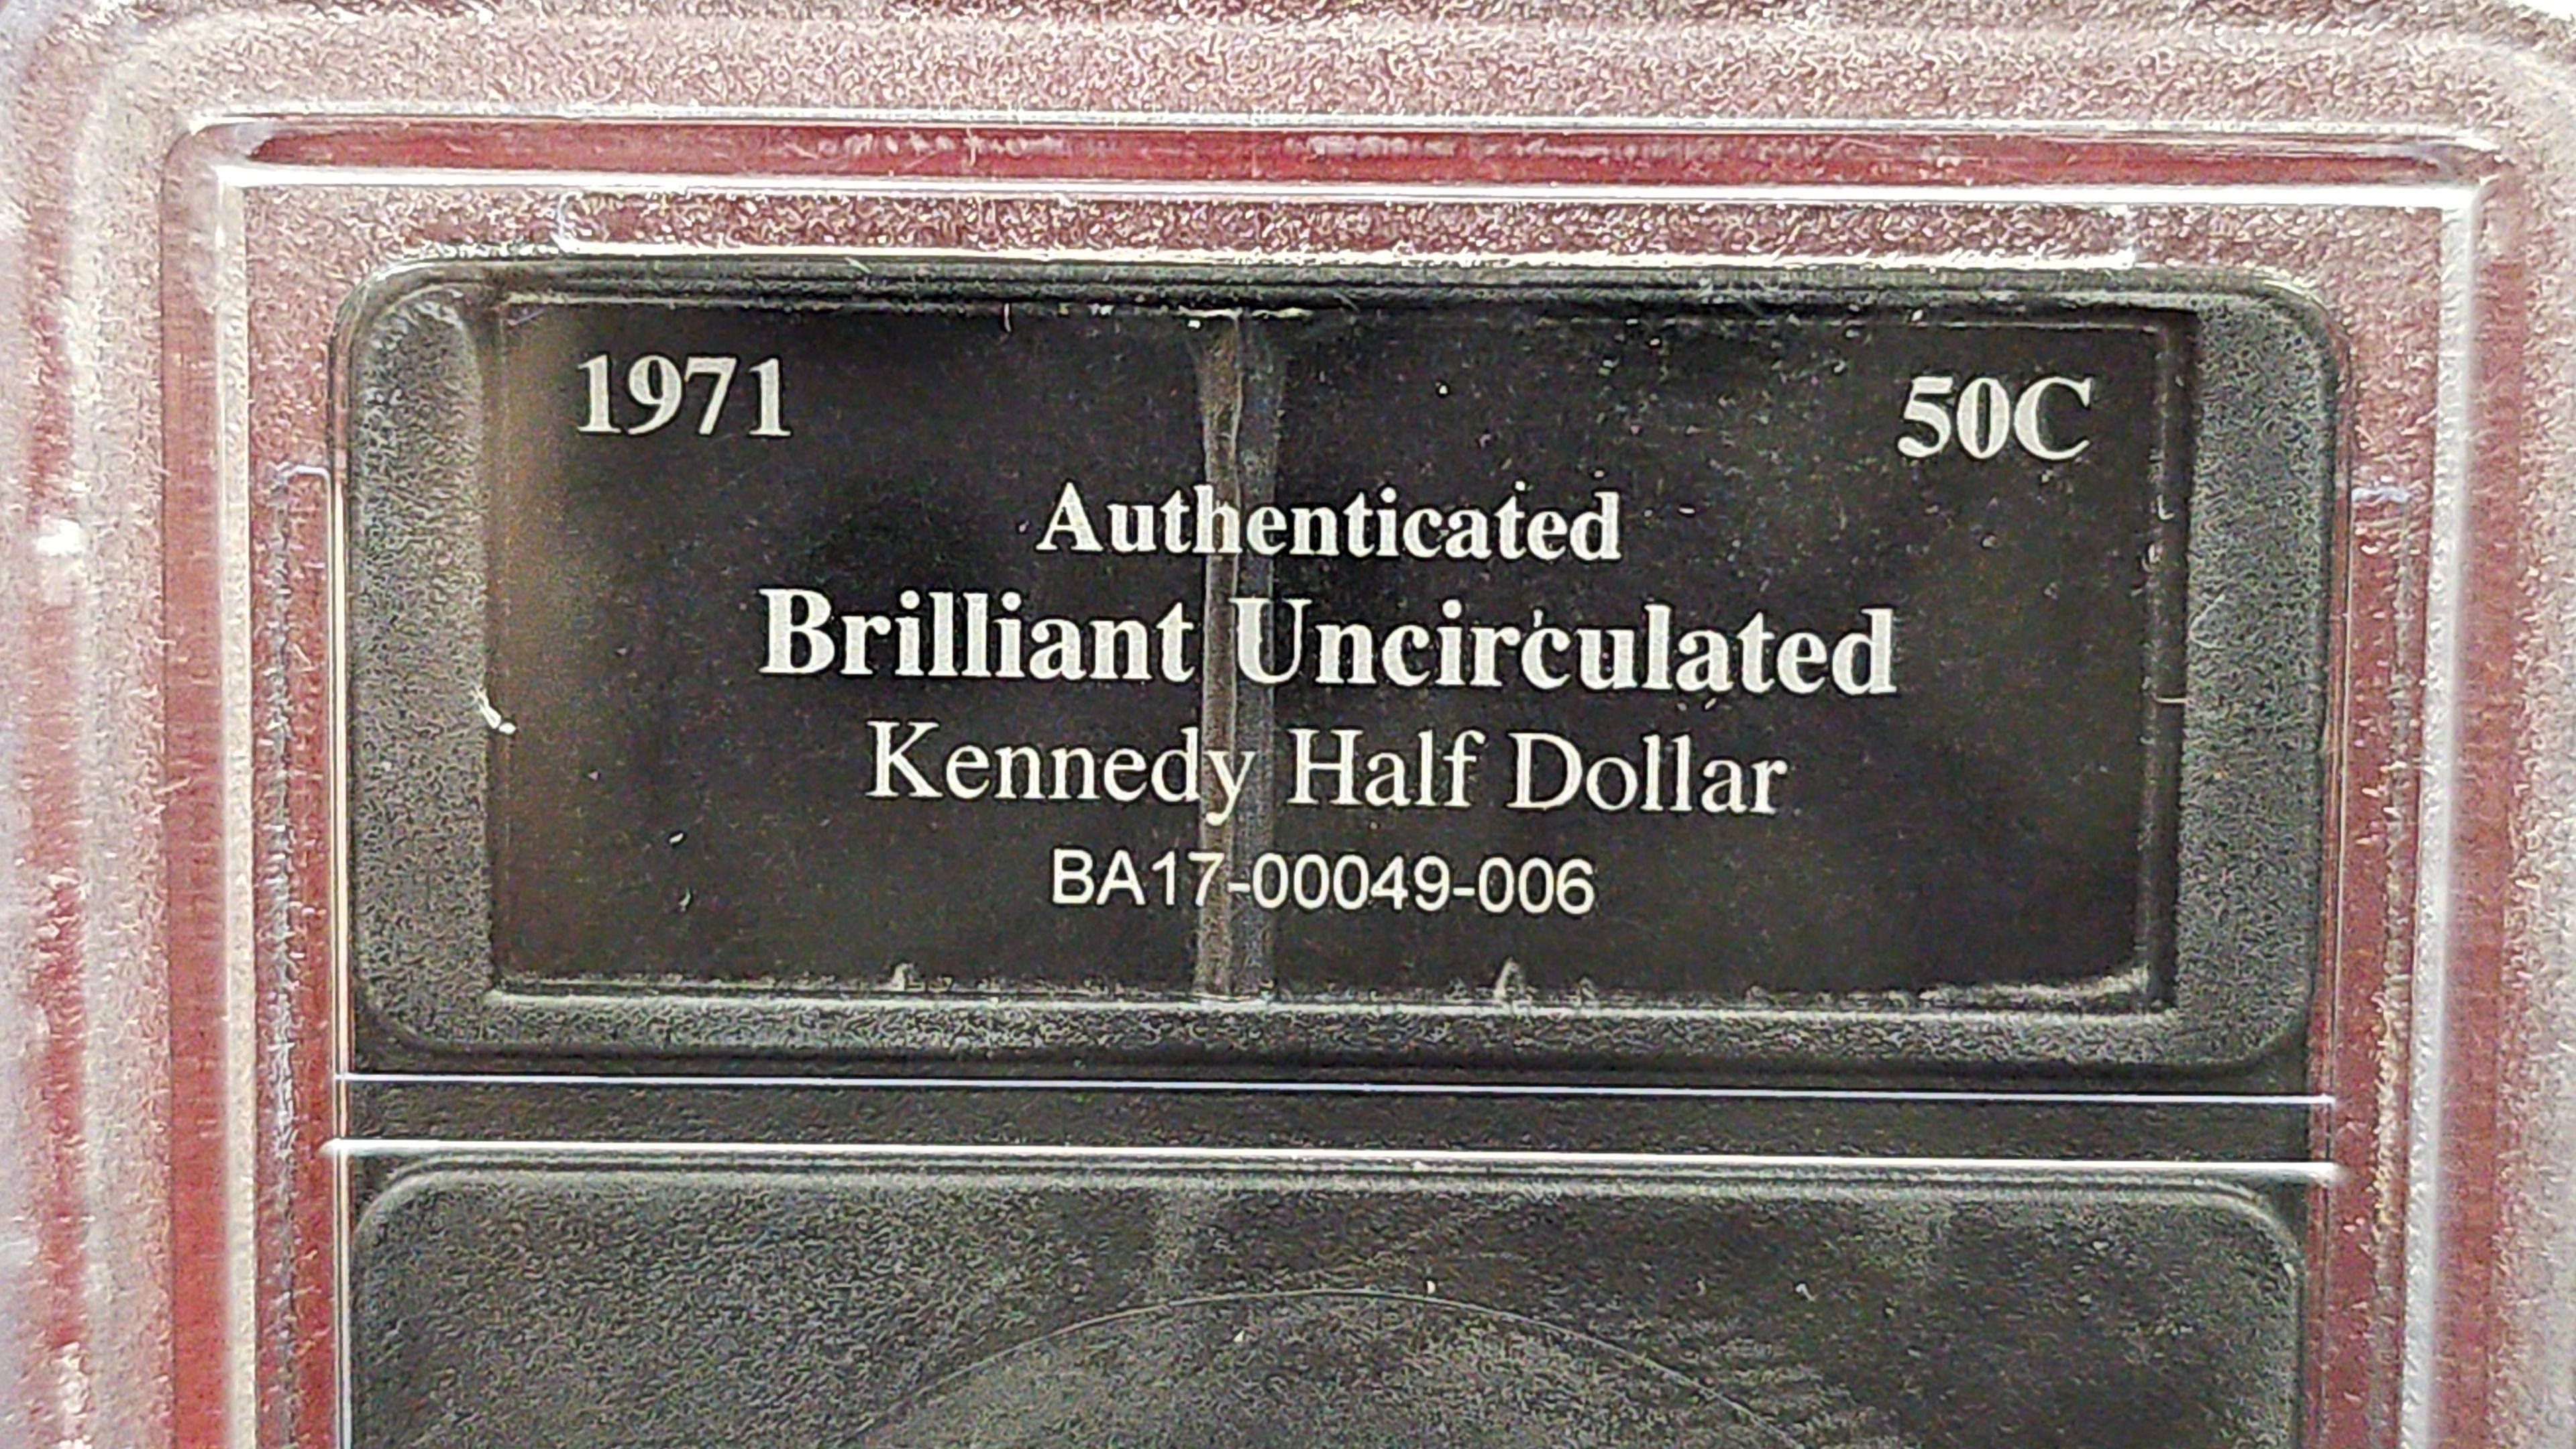 1971 50C
Authenticated
Brilliant Uncirculated
Kennedy Half Dollar
BA17-00049-006